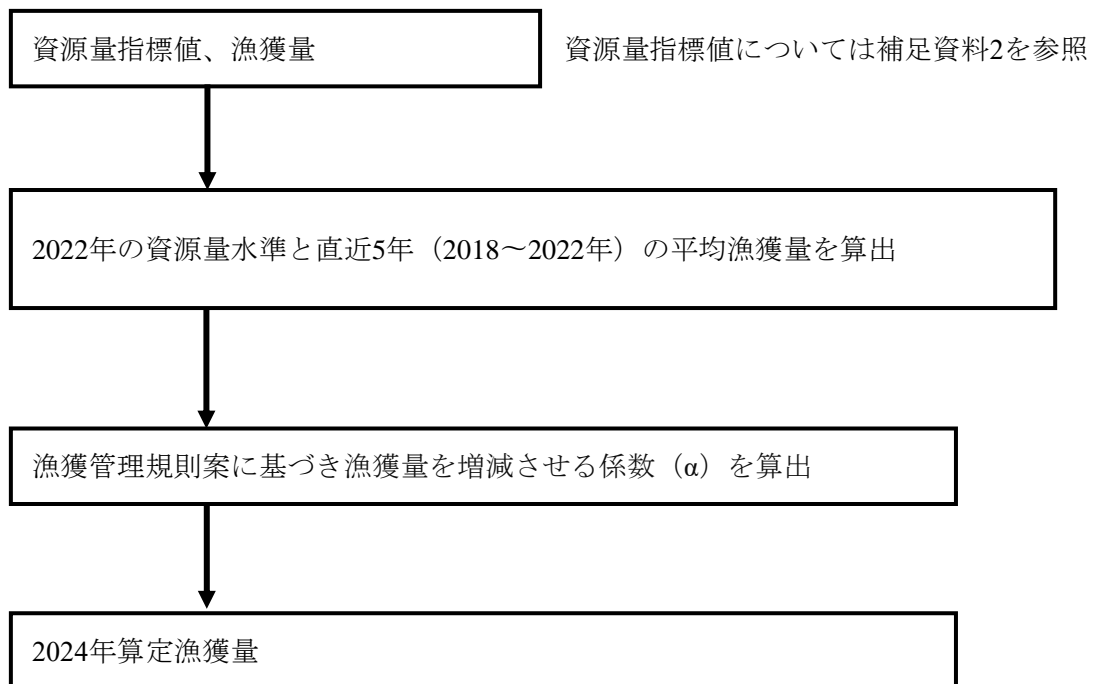 資源量指標値、漁獲量
資源量指標値については補足資料2を参照
2022年の資源量水準と直近5年（2018～2022年）の平均漁獲量を算出
漁獲管理規則案に基づき漁獲量を増減させる係数（α）を算出
2024年算定漁獲量